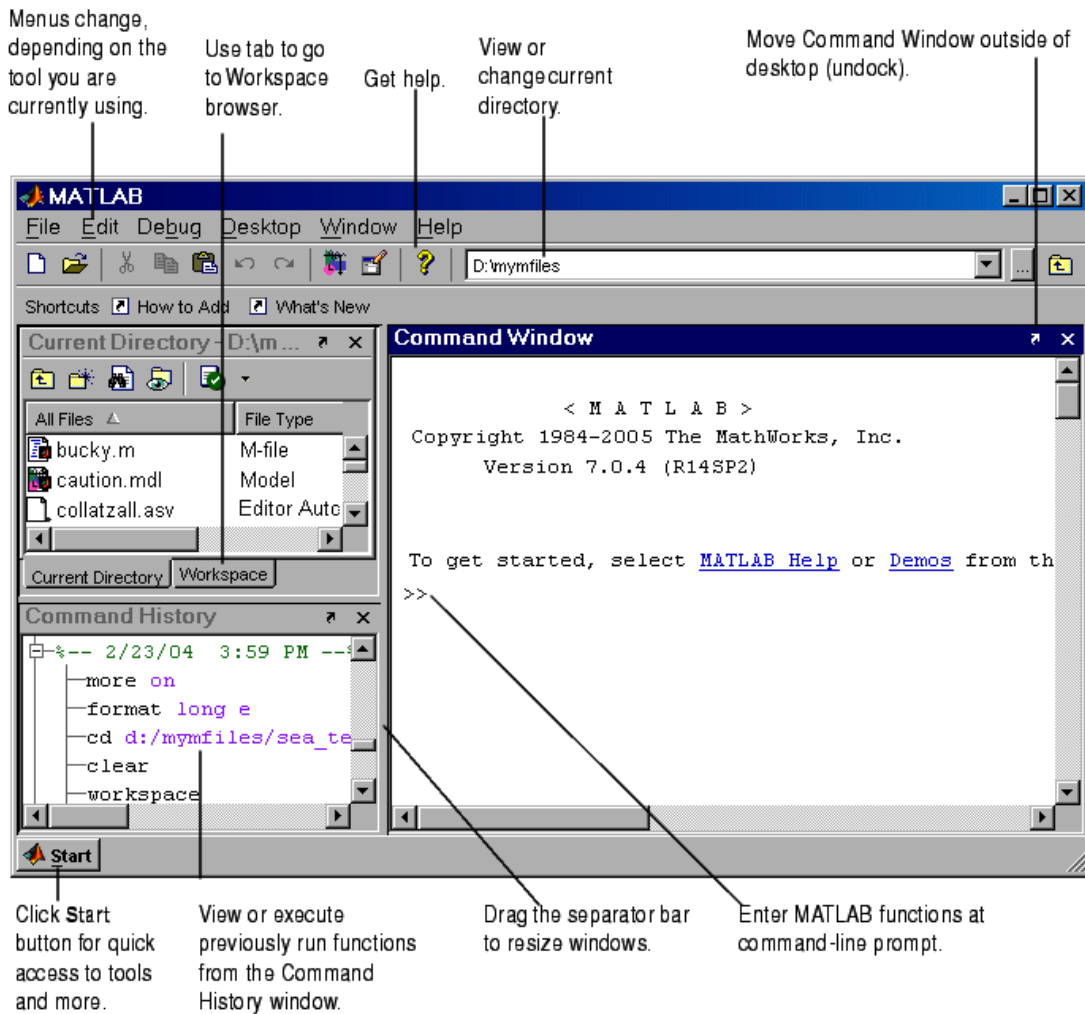 Menus change,
depending on the
tool you are
currently using.
Use tab to go
to Workspace
browser.
Get help.
View or
change current
directory.
Move Command Window outside of
desktop (undock).
MATLAB
File Edit Debug Desktop Window Help
D:\mymfiles
...
Shortcuts How to Add What's New
Current Directory - D:\m...
All Files File Type
bucky.m M-file
caution.mdl Model
collatzall.asv Editor Autc
Current Directory Workspace
Command History
%-- 2/23/04 3:59 PM --%
more on
format long e
cd d:/mymfiles/sea_te
clear
workspace
Command Window
< M A T L A B >
Copyright 1984-2005 The MathWorks, Inc.
Version 7.0.4 (R14SP2)
To get started, select MATLAB Help or Demos from th
>>
Start
Click Start
button for quick
access to tools
and more.
View or execute
previously run functions
from the Command
History window.
Drag the separator bar
to resize windows.
Enter MATLAB functions at
command-line prompt.